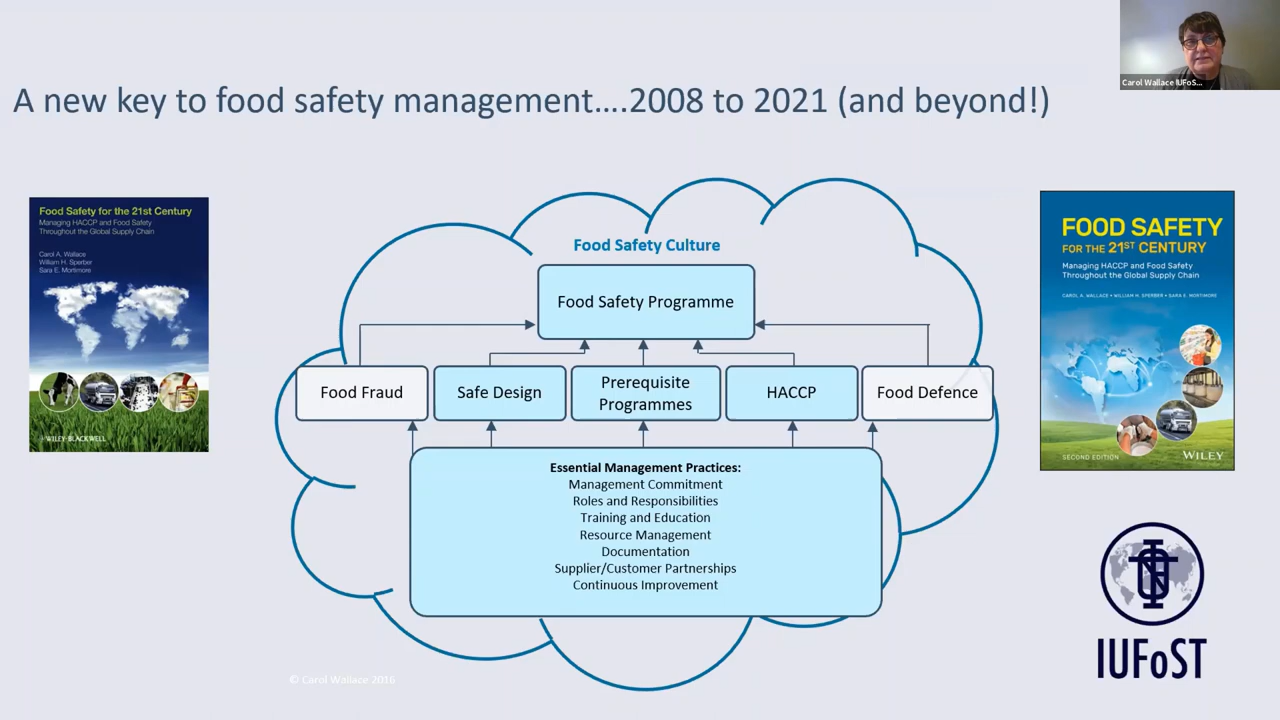 Carol Wallace IUFoS...
A new key to food safety management....2008 to 2021 (and beyond!)
Food Safety for the 21st Century
Managing HACCP and Food Safety
Throughout the Global Supply Chain
Carol A. Wallace
William H. Sperber
Sara E. Mortimore
WILEY-BLACKWELL
Food Safety Culture
Food Safety Programme
Food Fraud
Safe Design
Prerequisite
Programmes
HACCP
Food Defence
Essential Management Practices:
Management Commitment
Roles and Responsibilities
Training and Education
Resource Management
Documentation
Supplier/Customer Partnerships
Continuous Improvement
© Carol Wallace 2016
FOOD SAFETY
FOR THE 21ST CENTURY
Managing HACCP and Food Safety
Throughout the Global Supply Chain
CAROL A. WALLACE • WILLIAM H. SPERBER • SARA E. MORTIMORE
SECOND EDITION
WILEY
IUFoST